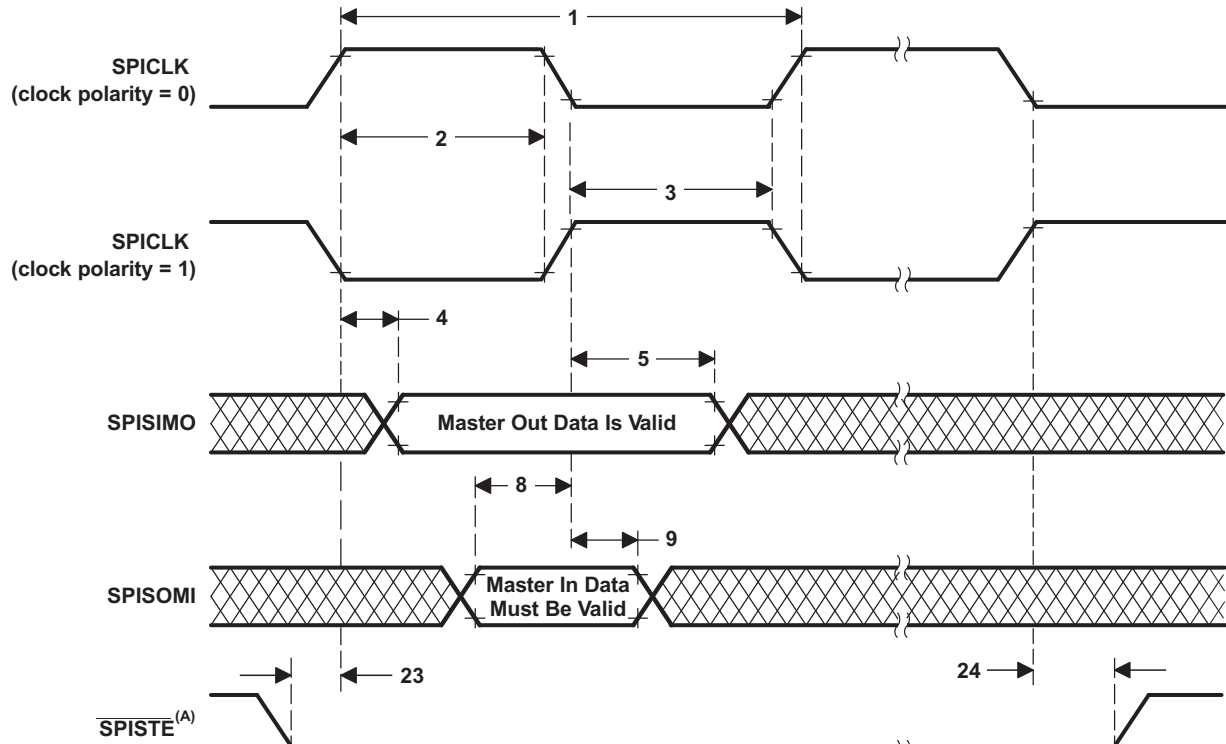 1
SPICLK
(clock polarity = 0)
2
3
SPICLK
(clock polarity = 1)
4
5
SPISIMO
Master Out Data Is Valid
8
9
SPISOMI
Master In Data
Must Be Valid
23
24
SPISTE(A)